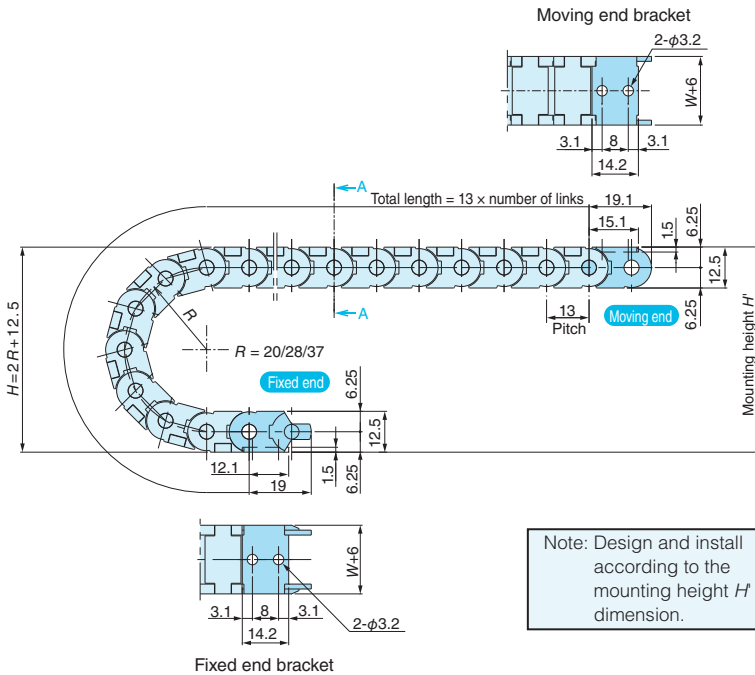 Moving end bracket
2-φ3.2
W+6
3.1 8 3.1
14.2
A
Total length = 13 × number of links
19.1
15.1
1.5
6.25
12.5
6.25
H=2R+12.5
R
A
13
Pitch
Moving end
R = 20/28/37
Fixed end
Mounting height H'
6.25
12.5
12.1
19
1.5
6.25
W+6
3.1 8 3.1
14.2
2-φ3.2
Fixed end bracket
Note: Design and install
according to the
mounting height H'
dimension.